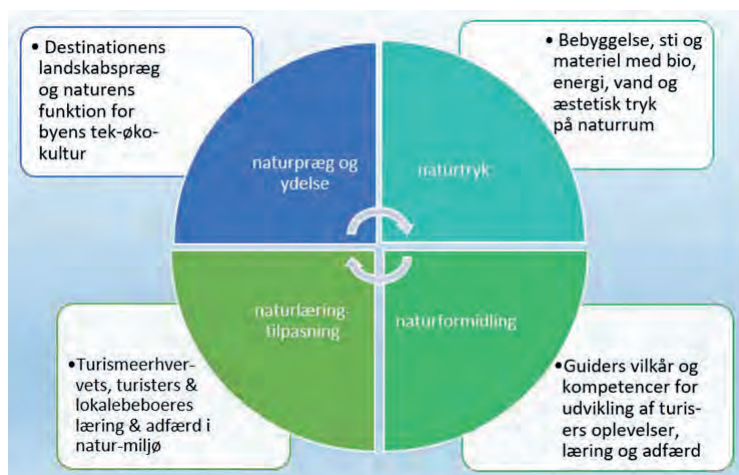 • Destinationens
landskabspræg
og naturens
funktion for
byens tek-øko-
kultur
• Bebyggelse, sti og
materiel med bio,
energi, vand og
æstetisk tryk
på naturrum
naturpræg og
ydelse
naturtryk
naturlæring-
tilpasning
naturformidling
•Turismeerhver-
vets, turisters &
lokalebeboeres
læring & adfærd i
natur-miljø
•Guiders vilkår og
kompetencer for
udvikling af turis-
ers oplevelser,
læring og adfærd